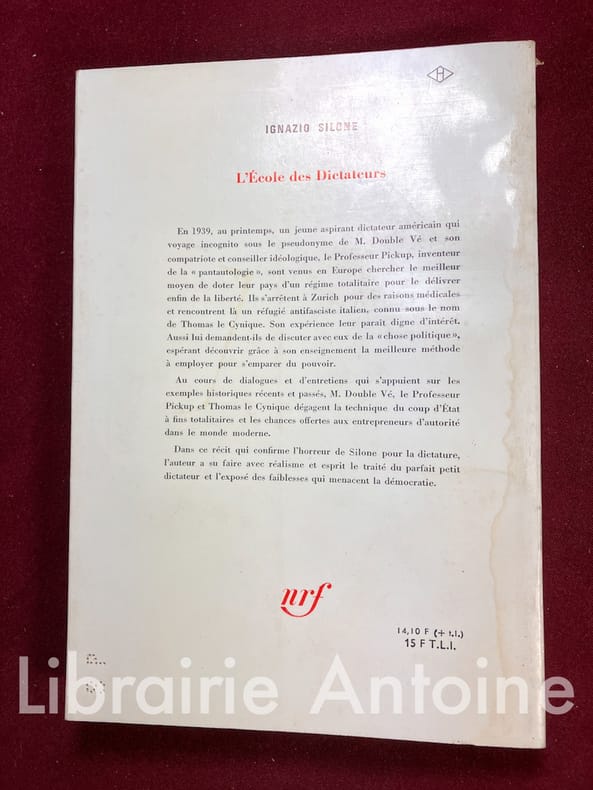 H
IGNAZIO SILONE
L'École des Dictateurs
En 1939, au printemps, un jeune aspirant dictateur américain qui
voyage incognito sous le pseudonyme de M. Double Vé et son
compatriote et conseiller idéologique, le Professeur Pickup, inventeur
de la « pantautologie », sont venus en Europe chercher le meilleur
moyen de doter leur pays d'un régime totalitaire pour le délivrer
enfin de la liberté. Ils s'arrêtent à Zurich pour des raisons médicales
et rencontrent là un réfugié antifasciste italien, connu sous le nom
de Thomas le Cynique. Son expérience leur paraît digne d'intérêt.
Aussi lui demandent-ils de discuter avec eux de la « chose politique »,
espérant découvrir grâce à son enseignement la meilleure méthode
à employer pour s'emparer du pouvoir.
Au cours de dialogues et d'entretiens qui s'appuient sur les
exemples historiques récents et passés, M. Double Vé, le Professeur
Pickup et Thomas le Cynique dégagent la technique du coup d'État
à fins totalitaires et les chances offertes aux entrepreneurs d'autorité
dans le monde moderne.
Dans ce récit qui confirme l'horreur de Silone pour la dictature,
l'auteur a su faire avec réalisme et esprit le traité du parfait petit
dictateur et l'exposé des faiblesses qui menacent la démocratie.
nrf
14,10 F (+ t.l.)
15 F T.L.I.
Librairie Antoine